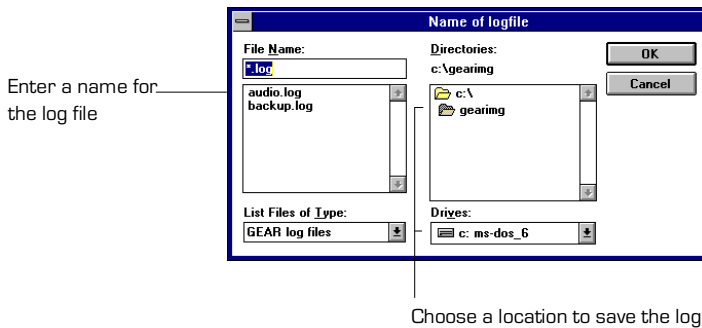 Name of logfile
File Name:
*.log
audio.log
backup.log
List Files of Type:
GEAR log files
Directories:
c:\gearimg
c:\
gearimg
Drives:
c: ms-dos_6
OK
Cancel
Enter a name for
the log file
Choose a location to save the log